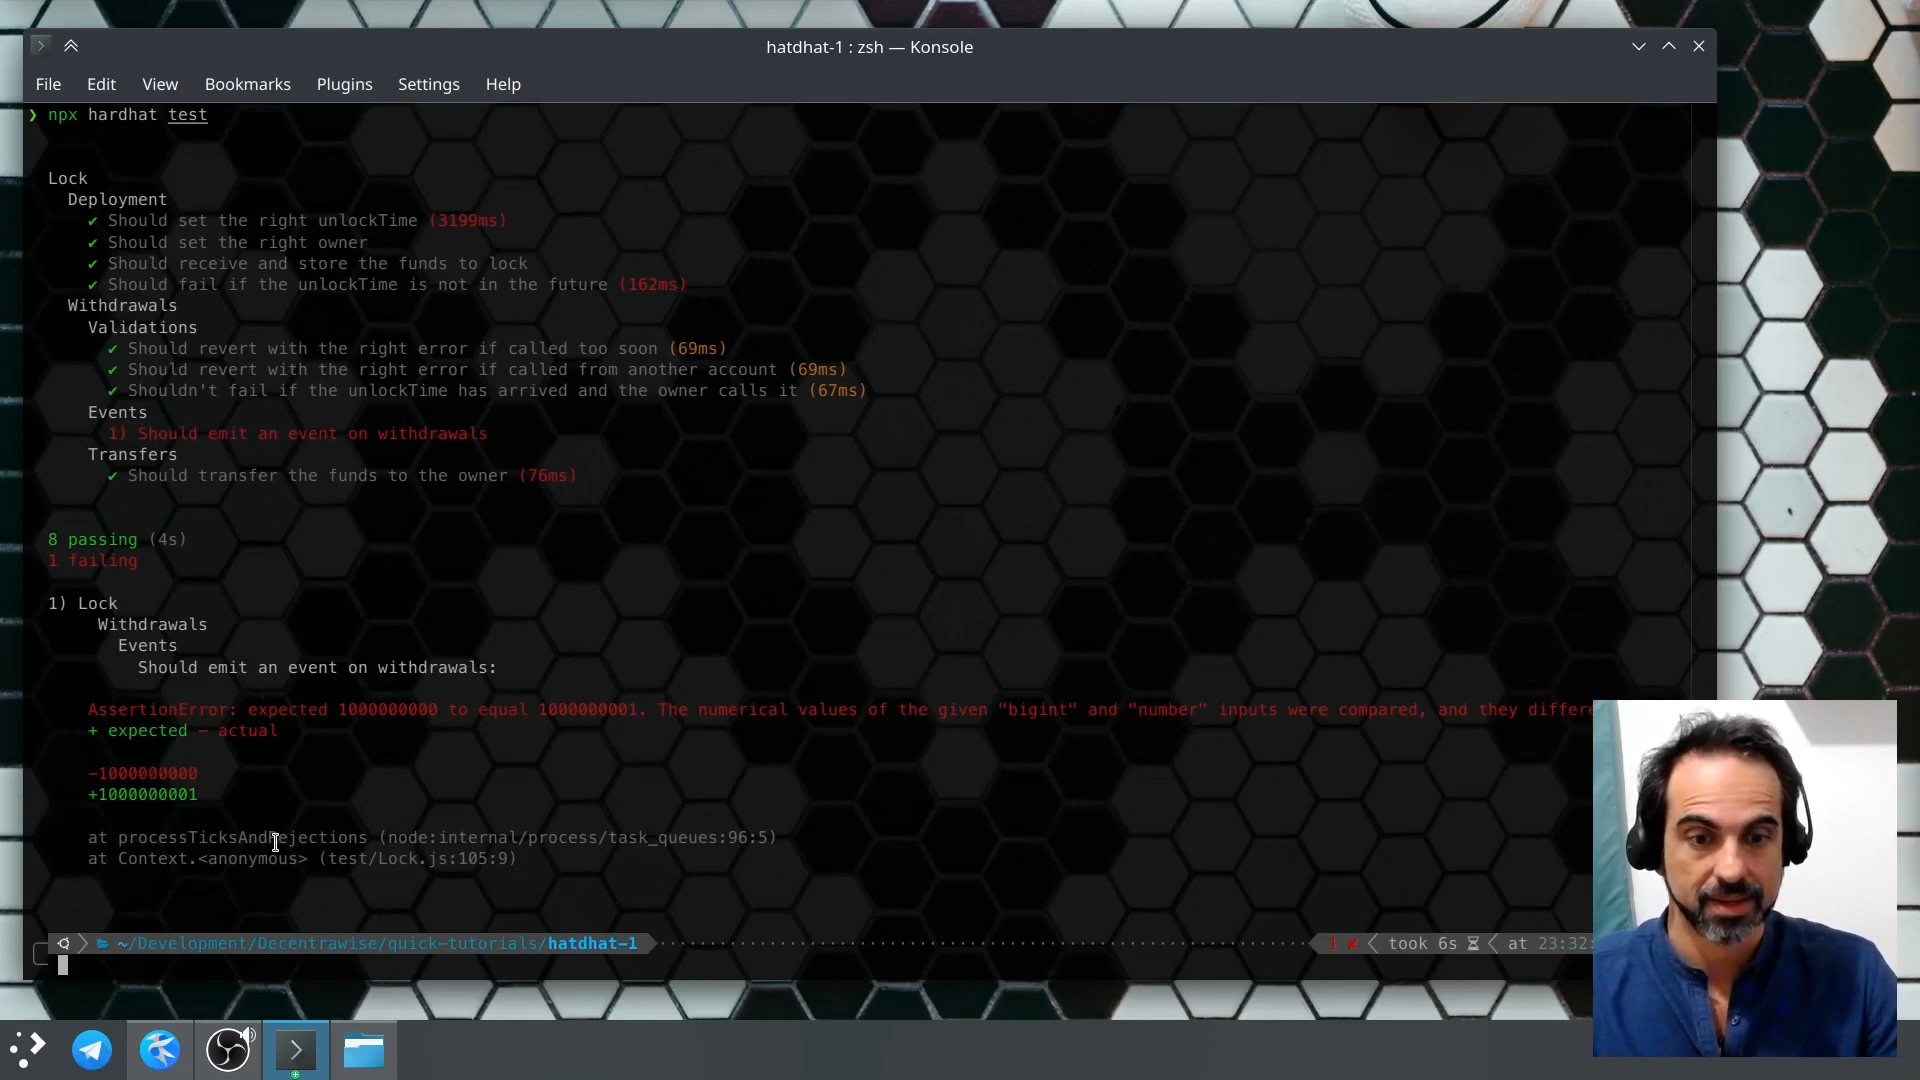 hatdhat-1 : zsh — Konsole
File Edit View Bookmarks Plugins Settings Help
❯ npx hardhat test
Lock
Deployment
✔ Should set the right unlockTime (3199ms)
✔ Should set the right owner
✔ Should receive and store the funds to lock
✔ Should fail if the unlockTime is not in the future (162ms)
Withdrawals
Validations
✔ Should revert with the right error if called too soon (69ms)
✔ Should revert with the right error if called from another account (69ms)
✔ Shouldn't fail if the unlockTime has arrived and the owner calls it (67ms)
Events
1) Should emit an event on withdrawals
Transfers
✔ Should transfer the funds to the owner (76ms)
8 passing (4s)
1 failing
1) Lock
Withdrawals
Events
Should emit an event on withdrawals:
AssertionError: expected 1000000000 to equal 1000000001. The numerical values of the given "bigint" and "number" inputs were compared, and they differe
+ expected - actual
-1000000000
+1000000001
at processTicksAndRejections (node:internal/process/task_queues:96:5)
at Context.<anonymous> (test/Lock.js:105:9)
~/Development/Decentrawise/quick-tutorials/hatdhat-1 1 ✘ took 6s at 23:32: